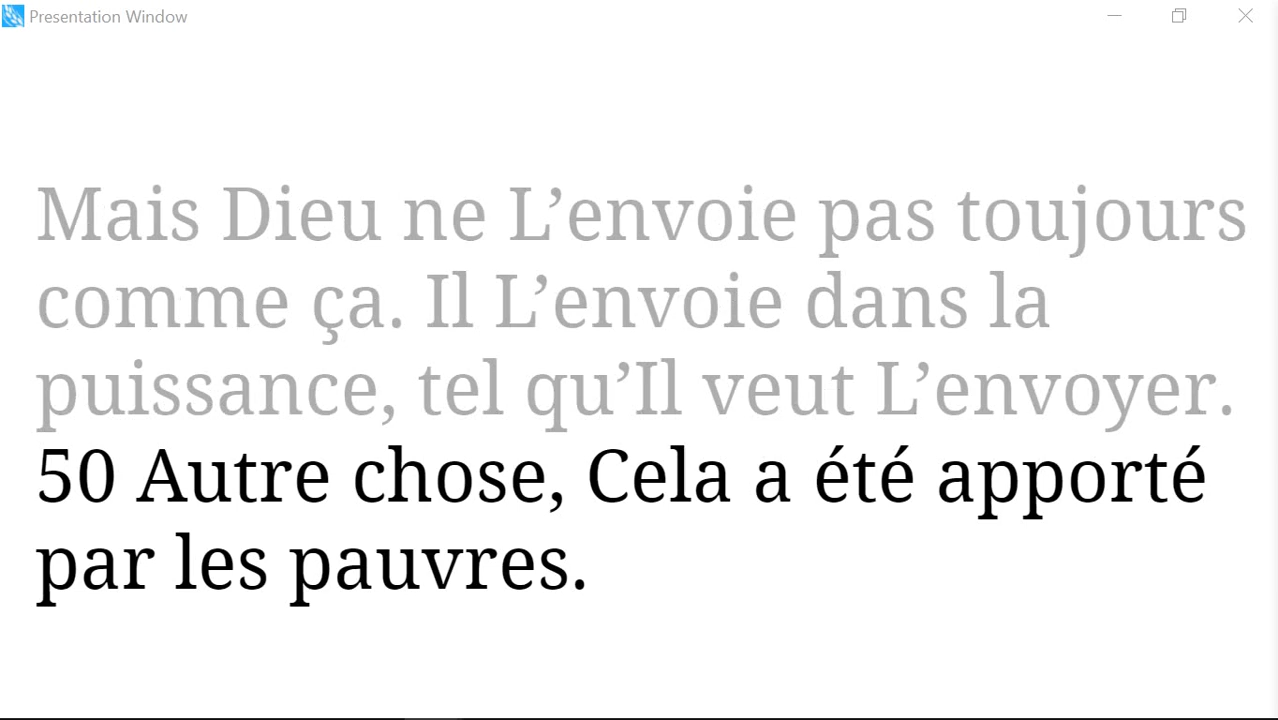 Presentation Window
Mais Dieu ne L’envoie pas toujours
comme ça. Il L’envoie dans la
puissance, tel qu’Il veut L’envoyer.
50 Autre chose, Cela a été apporté
par les pauvres.